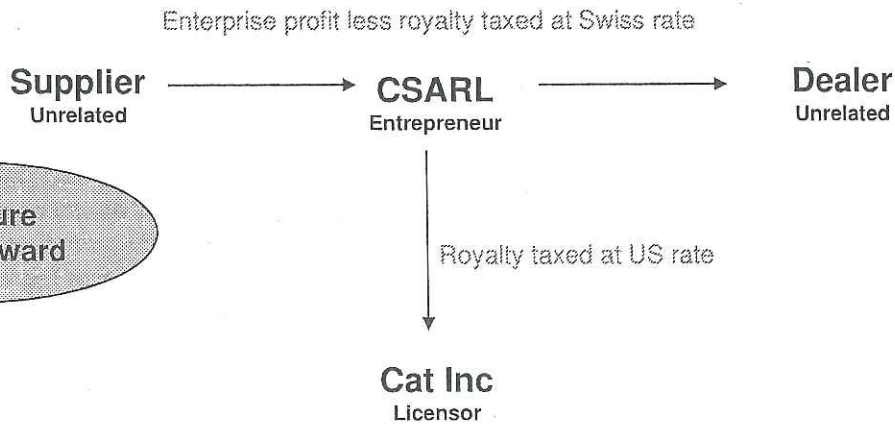 Enterprise profit less royalty taxed at Swiss rate
Supplier
Unrelated
CSARL
Entrepreneur
Dealer
Unrelated
ure
ward
Royalty taxed at US rate
Cat Inc
Licensor